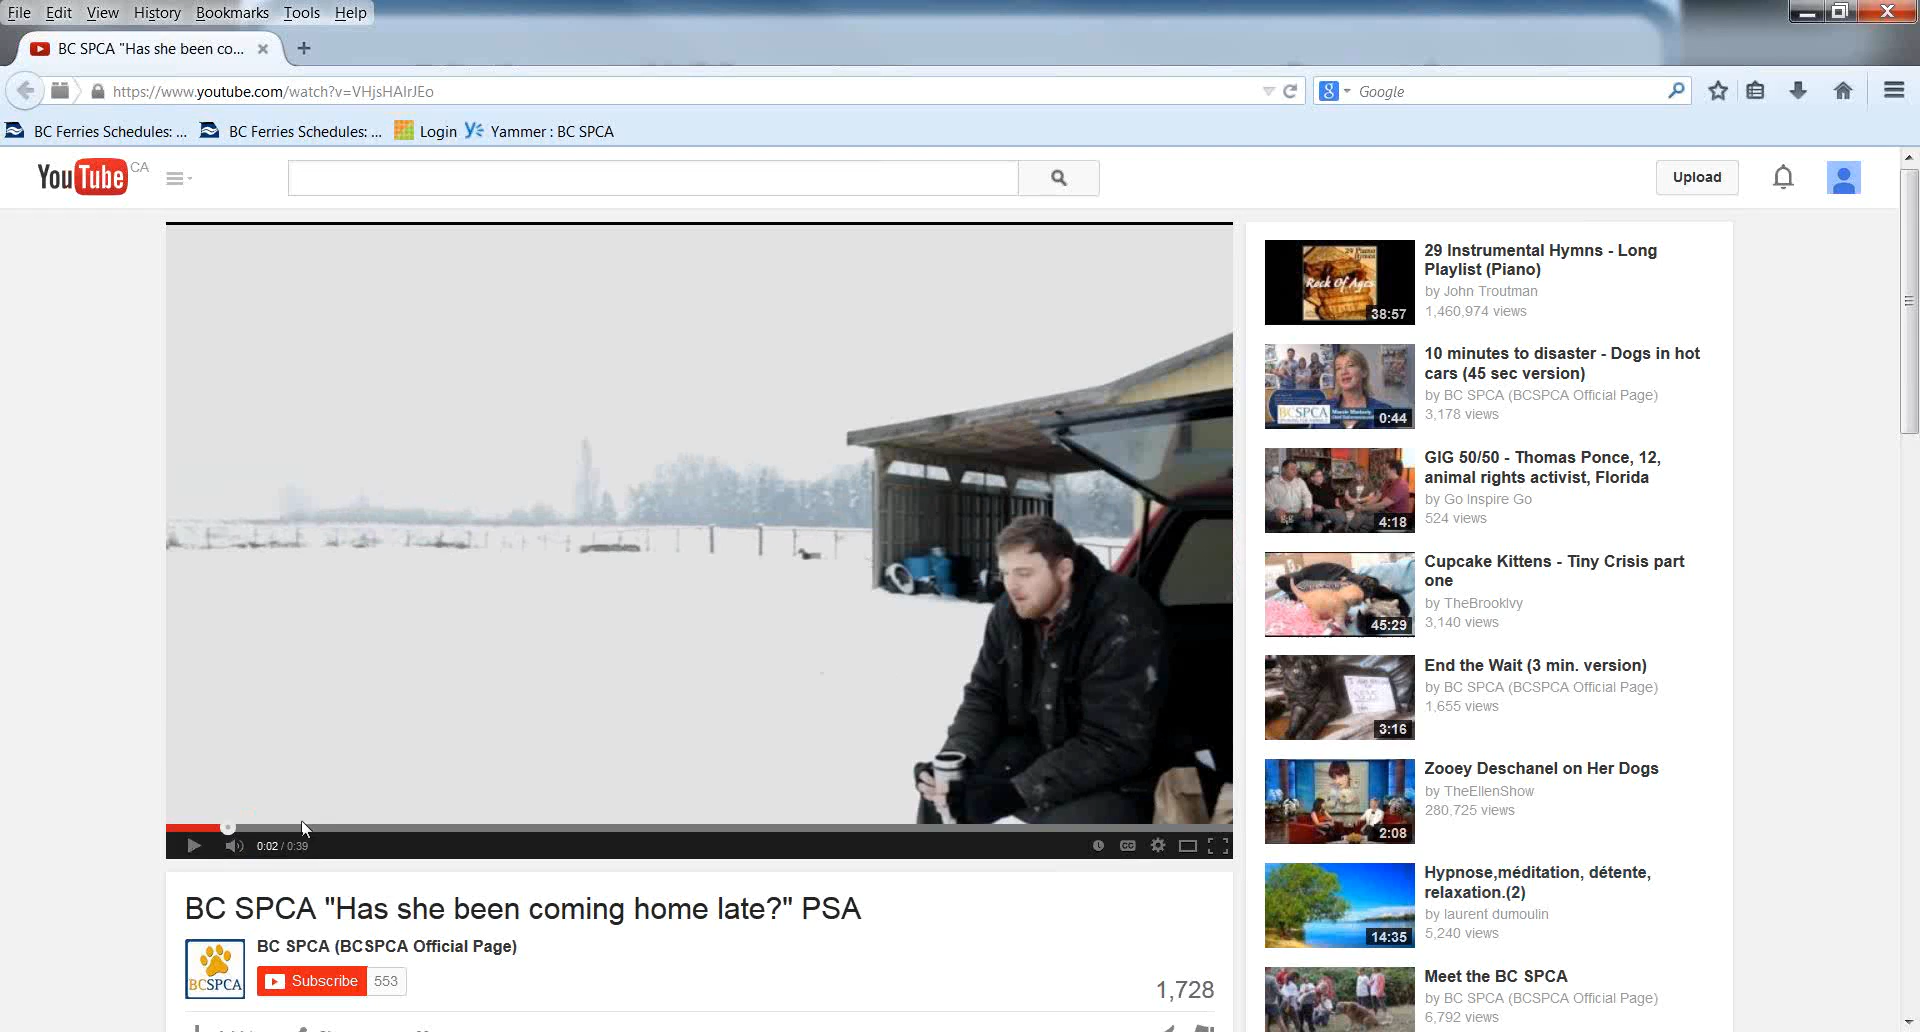 File Edit View History Bookmarks Tools Help
BC SPCA "Has she been co...
https://www.youtube.com/watch?v=VHjsHAIrJEo
Google
BC Ferries Schedules: ... BC Ferries Schedules: ... Login Yammer : BC SPCA
YouTube CA
Upload
29 Piano Hymns
Rock Of Ages
38:57
29 Instrumental Hymns - Long
Playlist (Piano)
by John Troutman
1,460,974 views
BCSPCA
0:44
10 minutes to disaster - Dogs in hot
cars (45 sec version)
by BC SPCA (BCSPCA Official Page)
3,178 views
4:18
GIG 50/50 - Thomas Ponce, 12,
animal rights activist, Florida
by Go Inspire Go
524 views
45:29
Cupcake Kittens - Tiny Crisis part
one
by TheBrooklvy
3,140 views
3:16
End the Wait (3 min. version)
by BC SPCA (BCSPCA Official Page)
1,655 views
2:08
Zooey Deschanel on Her Dogs
by TheEllenShow
280,725 views
14:35
Hypnose,méditation, détente,
relaxation.(2)
by laurent dumoulin
5,240 views
Meet the BC SPCA
by BC SPCA (BCSPCA Official Page)
6,792 views
0:02 / 0:39
CC
BC SPCA "Has she been coming home late?" PSA
BC SPCA (BCSPCA Official Page)
BCSPCA
Subscribe 553
1,728